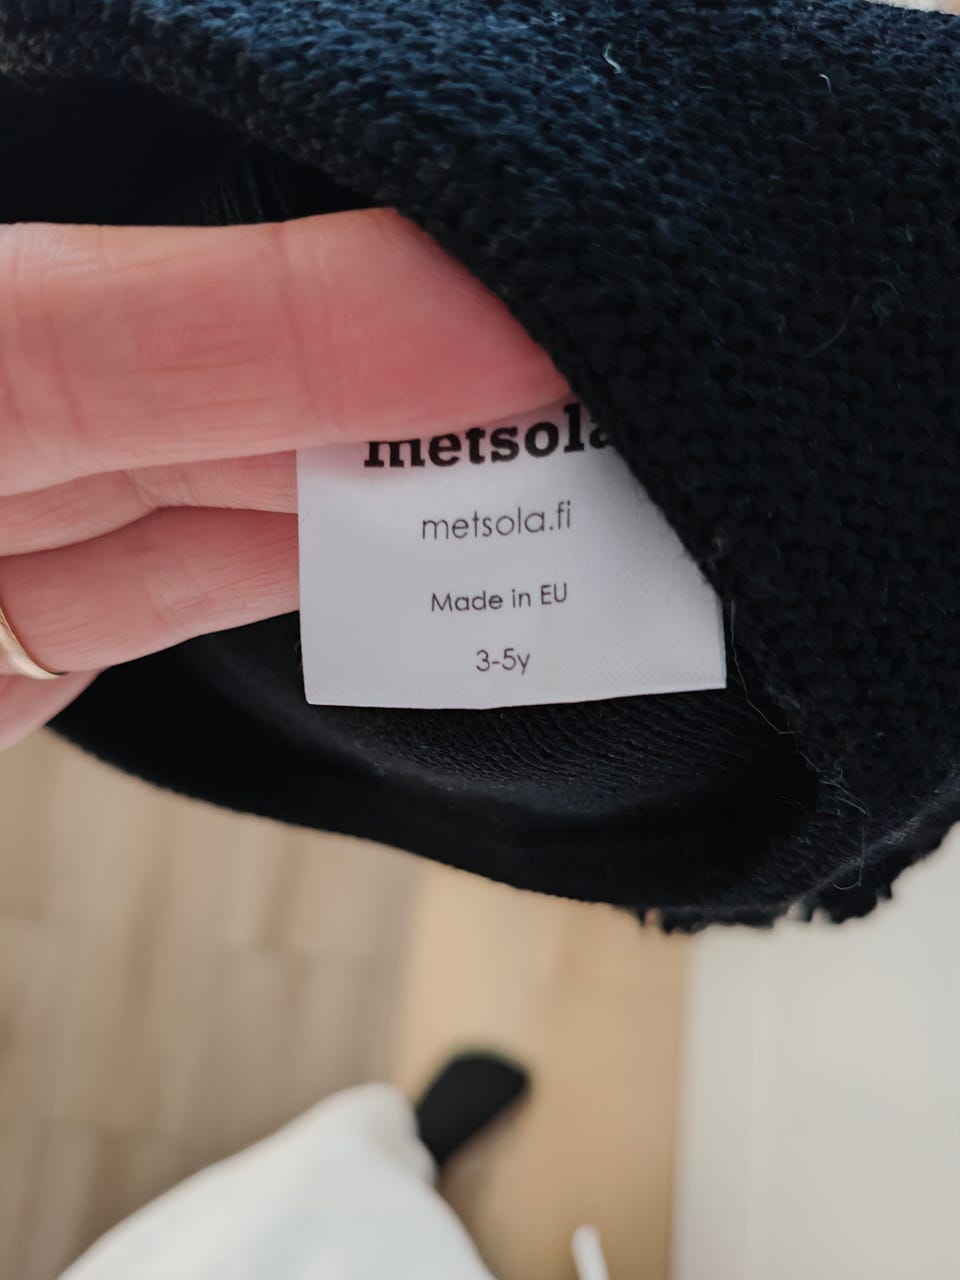 metsola
metsola.fi
Made in EU
3-5y